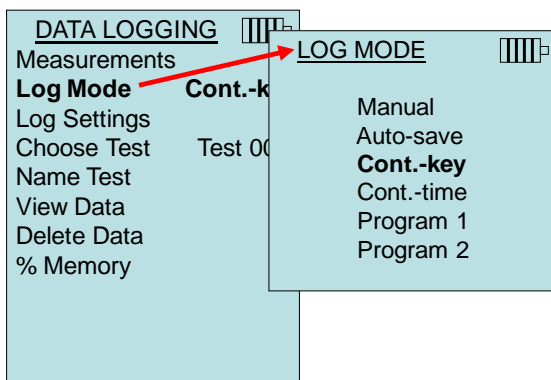 DATA LOGGING
Measurements
Log Mode Cont.-k
Log Settings
Choose Test Test 00
Name Test
View Data
Delete Data
% Memory
LOG MODE
Manual
Auto-save
Cont.-key
Cont.-time
Program 1
Program 2